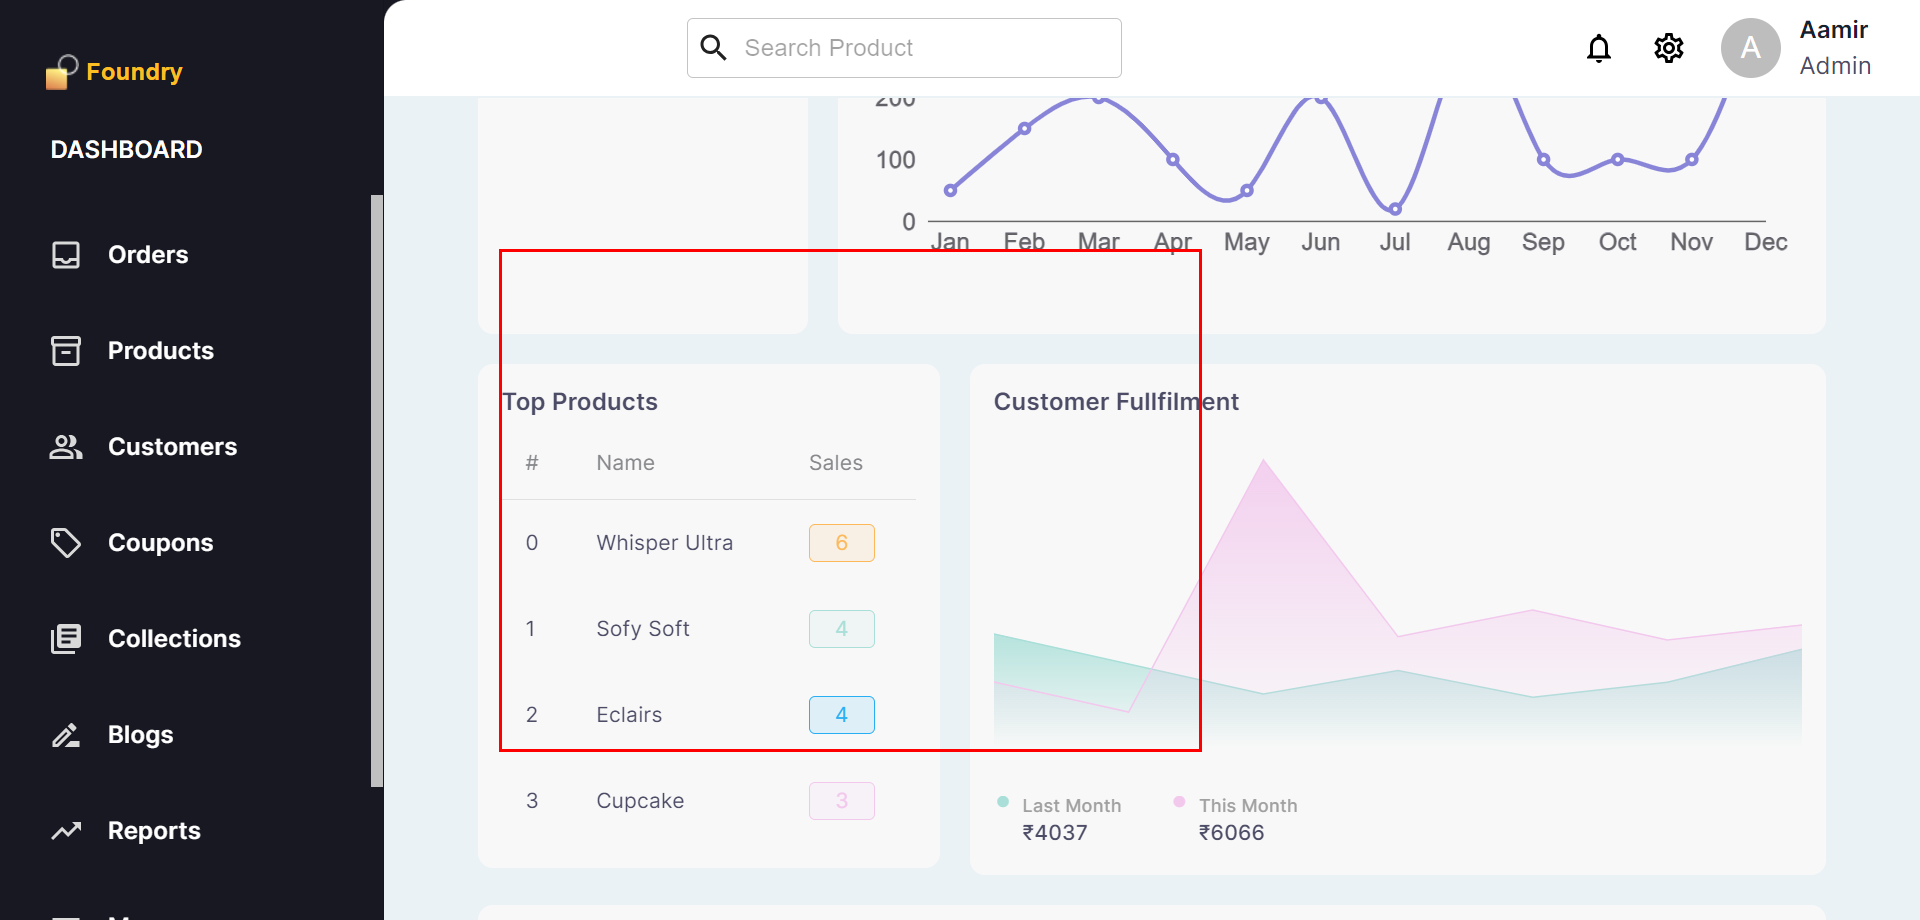 Foundry
DASHBOARD
Orders
Products
Customers
Coupons
Collections
Blogs
Reports
Search Product
A
Aamir
Admin
200
100
0
Jan Feb Mar Apr May Jun Jul Aug Sep Oct Nov Dec
Top Products
# Name Sales
0 Whisper Ultra 6
1 Sofy Soft 4
2 Eclairs 4
3 Cupcake 3
Customer Fullfilment
Last Month This Month
₹4037 ₹6066